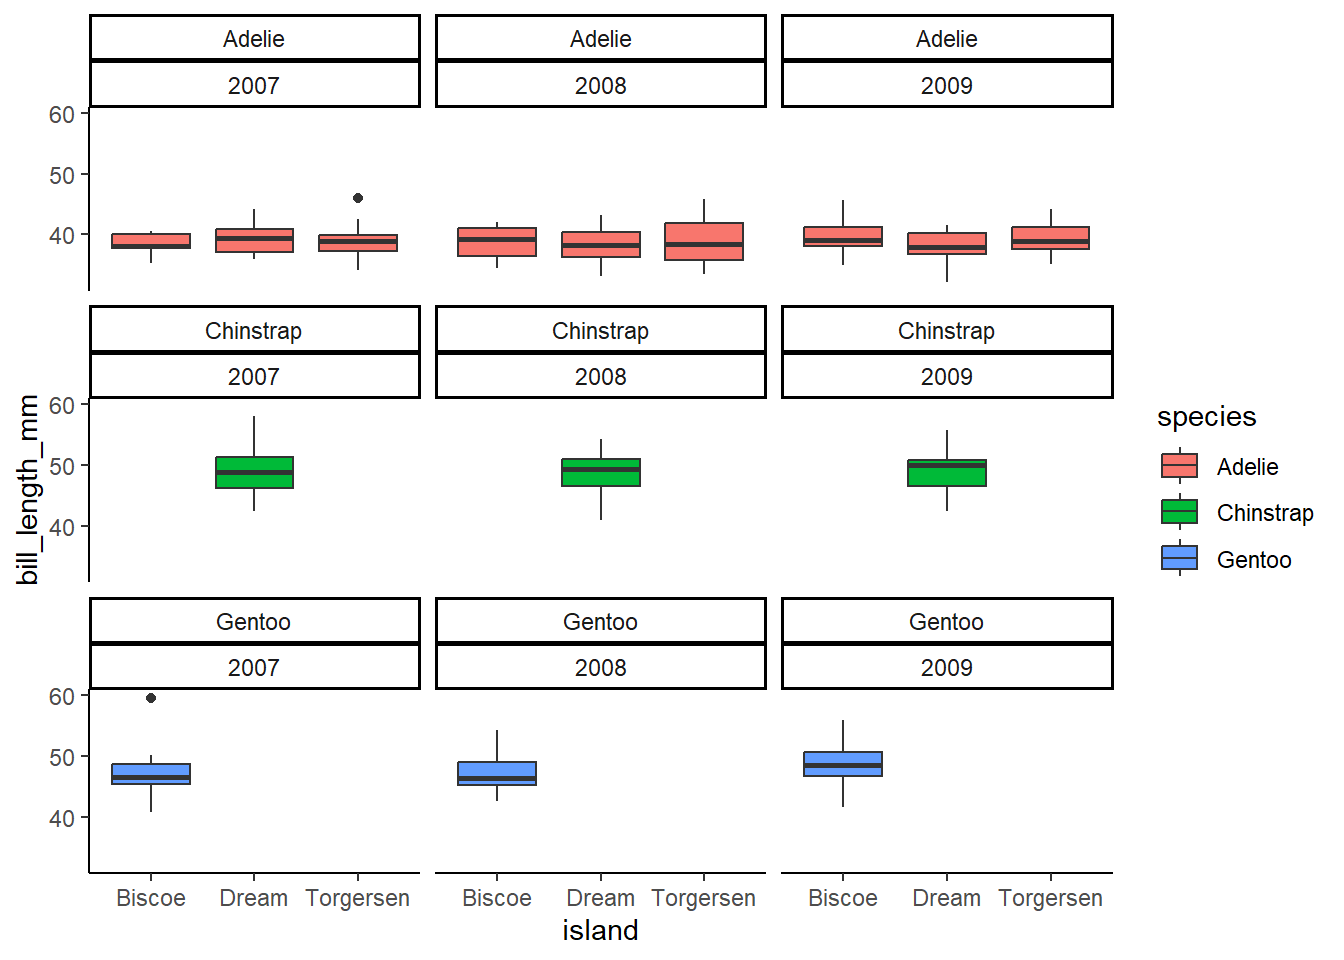 Adelie Adelie Adelie
2007 2008 2009
60
50
40
Chinstrap Chinstrap Chinstrap
2007 2008 2009
60
50
40
Gentoo Gentoo Gentoo
2007 2008 2009
60
50
40
Biscoe Dream Torgersen Biscoe Dream Torgersen Biscoe Dream Torgersen
island
bill_length_mm
species
Adelie
Chinstrap
Gentoo